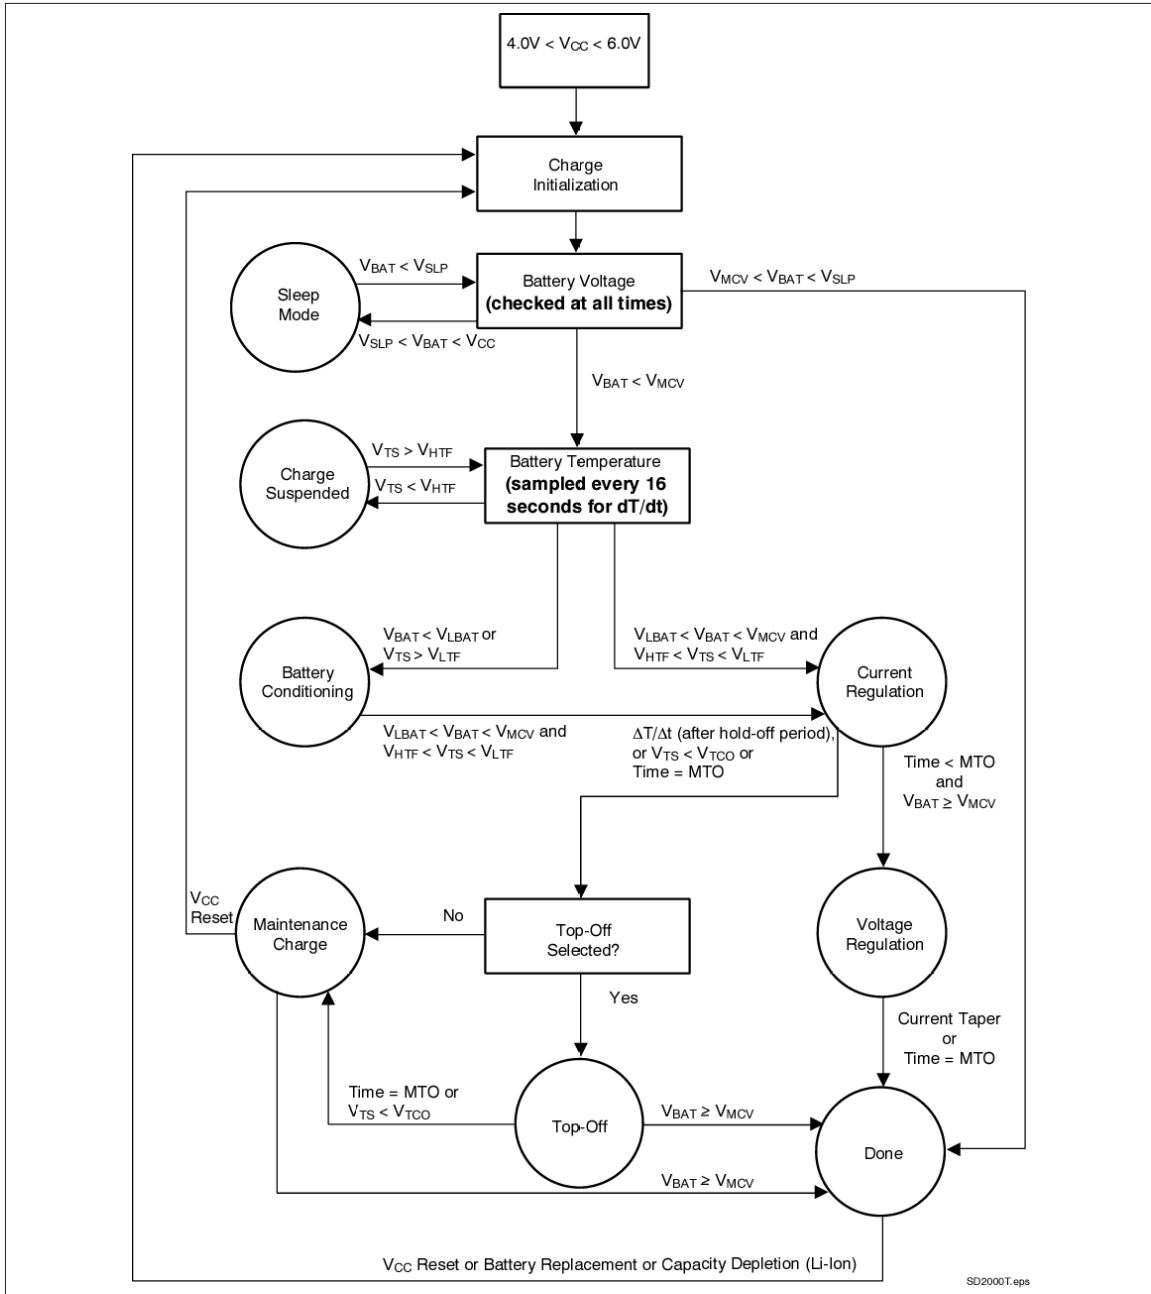 4.0V < VCC < 6.0V
Charge
Initialization
VBAT < VSLP
Battery Voltage
(checked at all times)
VMCV < VBAT < VSLP
Sleep
Mode
VSLP < VBAT < VCC
VBAT < VMCV
VTS > VHTF
Battery Temperature
(sampled every 16
seconds for dT/dt)
Charge
Suspended
VTS < VHTF
VBAT < VLBAT or
VTS > VLTF
VLBAT < VBAT < VMCV and
VHTF < VTS < VLTF
Battery
Conditioning
Current
Regulation
VLBAT < VBAT < VMCV and
VHTF < VTS < VLTF
ΔT/Δt (after hold-off period),
or VTS < VTCO or
Time = MTO
Time < MTO
and
VBAT ≥ VMCV
VCC
Reset
Maintenance
Charge
No
Top-Off
Selected?
Voltage
Regulation
Yes
Current Taper
or
Time = MTO
Time = MTO or
VTS < VTCO
Top-Off
VBAT ≥ VMCV
Done
VBAT ≥ VMCV
VCC Reset or Battery Replacement or Capacity Depletion (Li-Ion)
SD2000T.eps